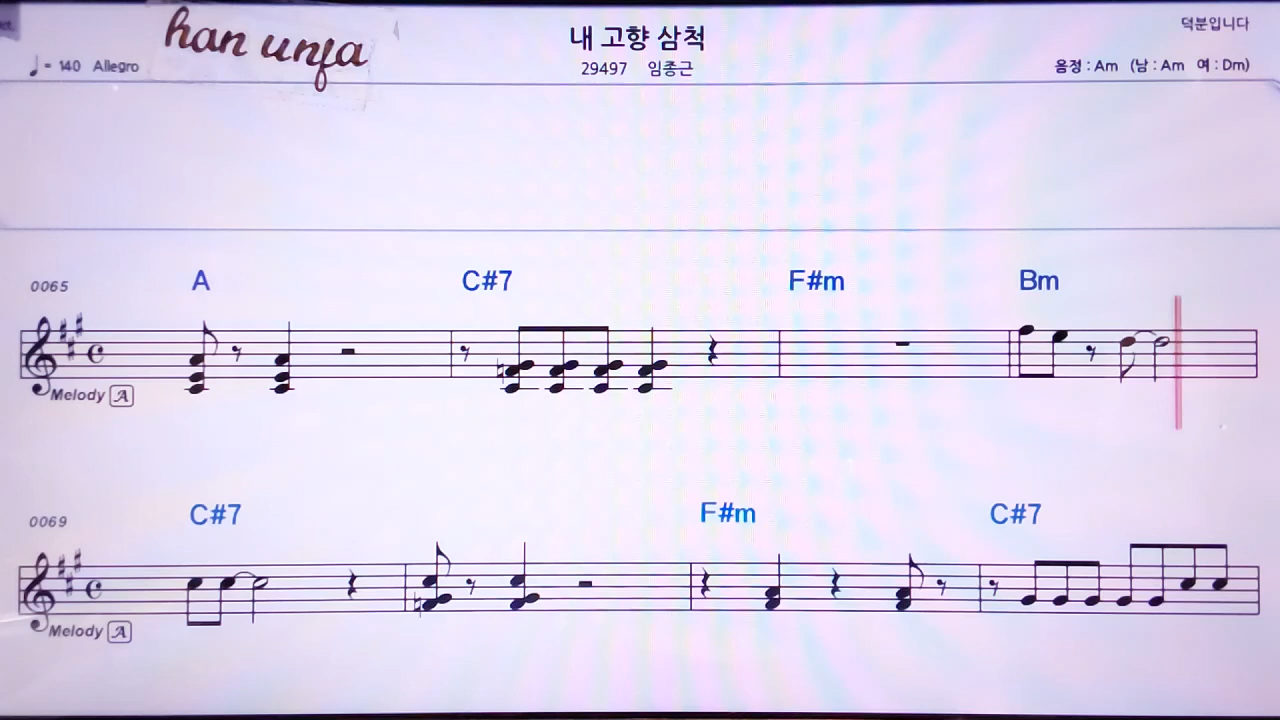 han unfa
내 고향 삼척
덕분입니다
♩= 140 Allegro
29497 임종근
음정 : Am (남 : Am 여 : Dm)
0065
A C#7 F#m Bm
Melody A
0069
C#7 F#m C#7
Melody A